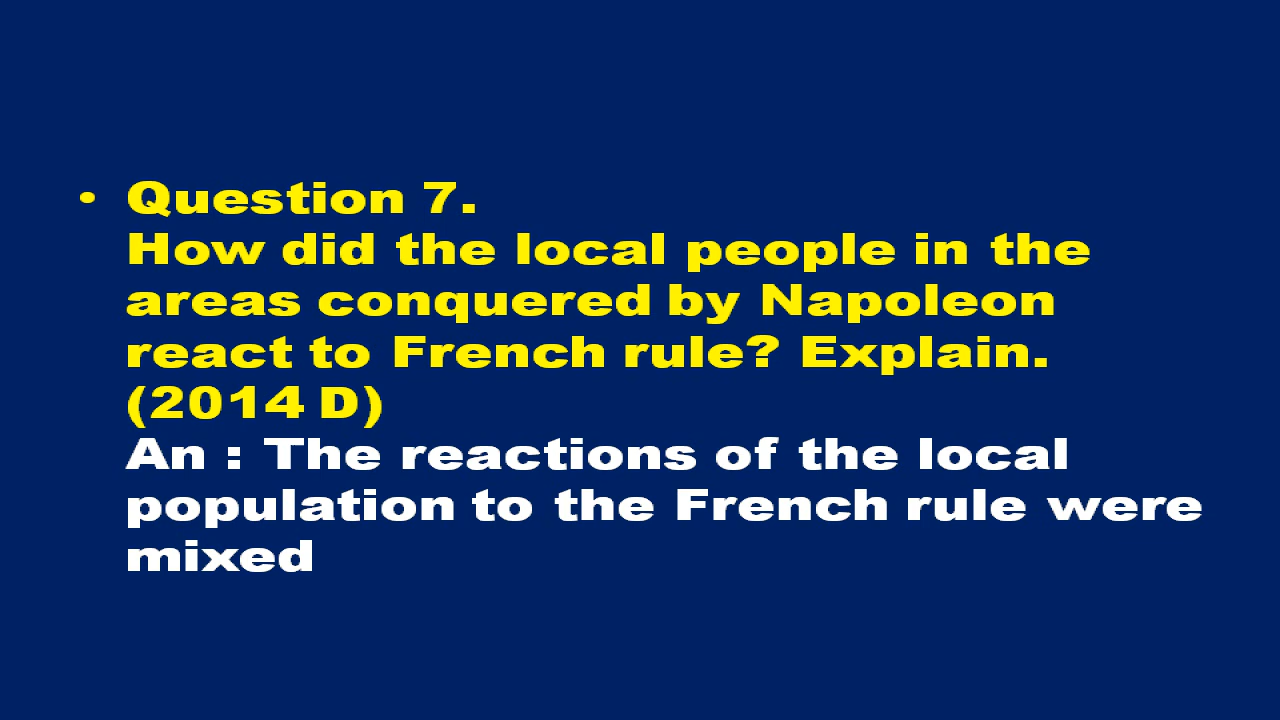 • Question 7.
How did the local people in the
areas conquered by Napoleon
react to French rule? Explain.
(2014 D)
An : The reactions of the local
population to the French rule were
mixed